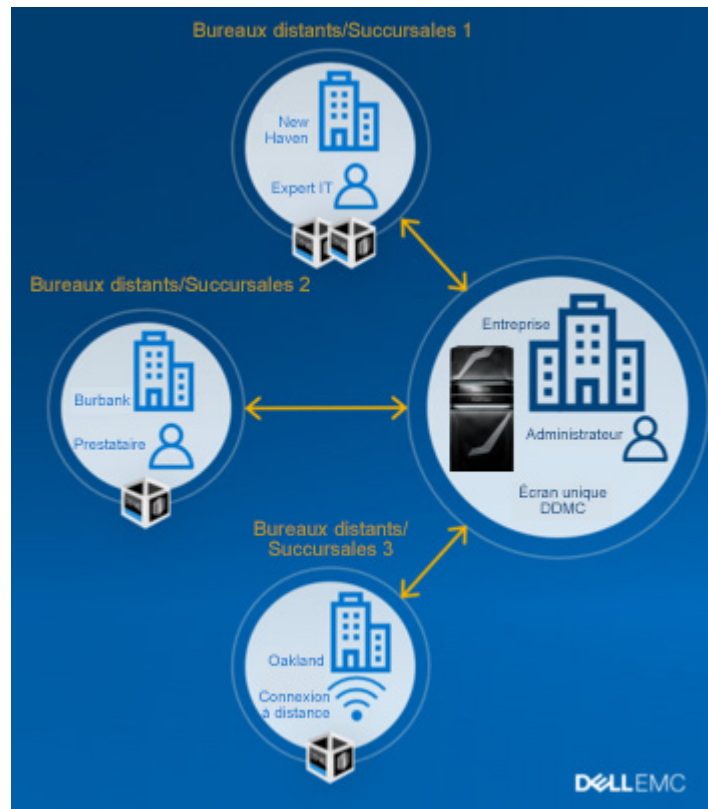 Bureaux distants/Succursales 1
New
Haven
Expert IT
Bureaux distants/Succursales 2
Burbank
Prestataire
Entreprise
Administrateur
Écran unique
DDMC
Bureaux distants/
Succursales 3
Oakland
Connexion
à distance
DELLEMC